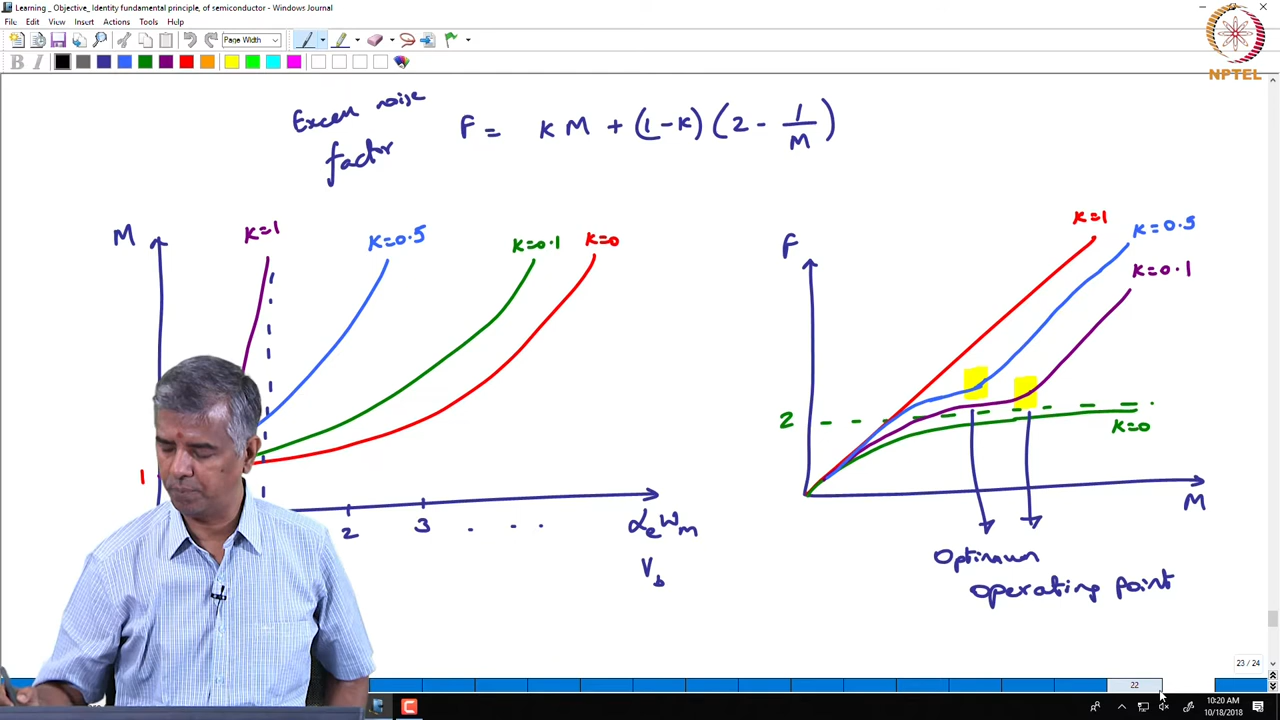 Learning _ Objective_ Identity fundamental principle, of semiconductor - Windows Journal
File Edit View Insert Actions Tools Help
Page Width
B I
NPTEL
Excess noise
factor
F = K M + (1-K) (2 - 1/M)
M
K=1
K=0.5
K=0.1
K=0
1
2
3
. . .
αeWm
Vb
F
K=1
K=0.5
K=0.1
2
K=0
M
Optimum
operating point
23 / 24
22
10:20 AM
10/18/2018